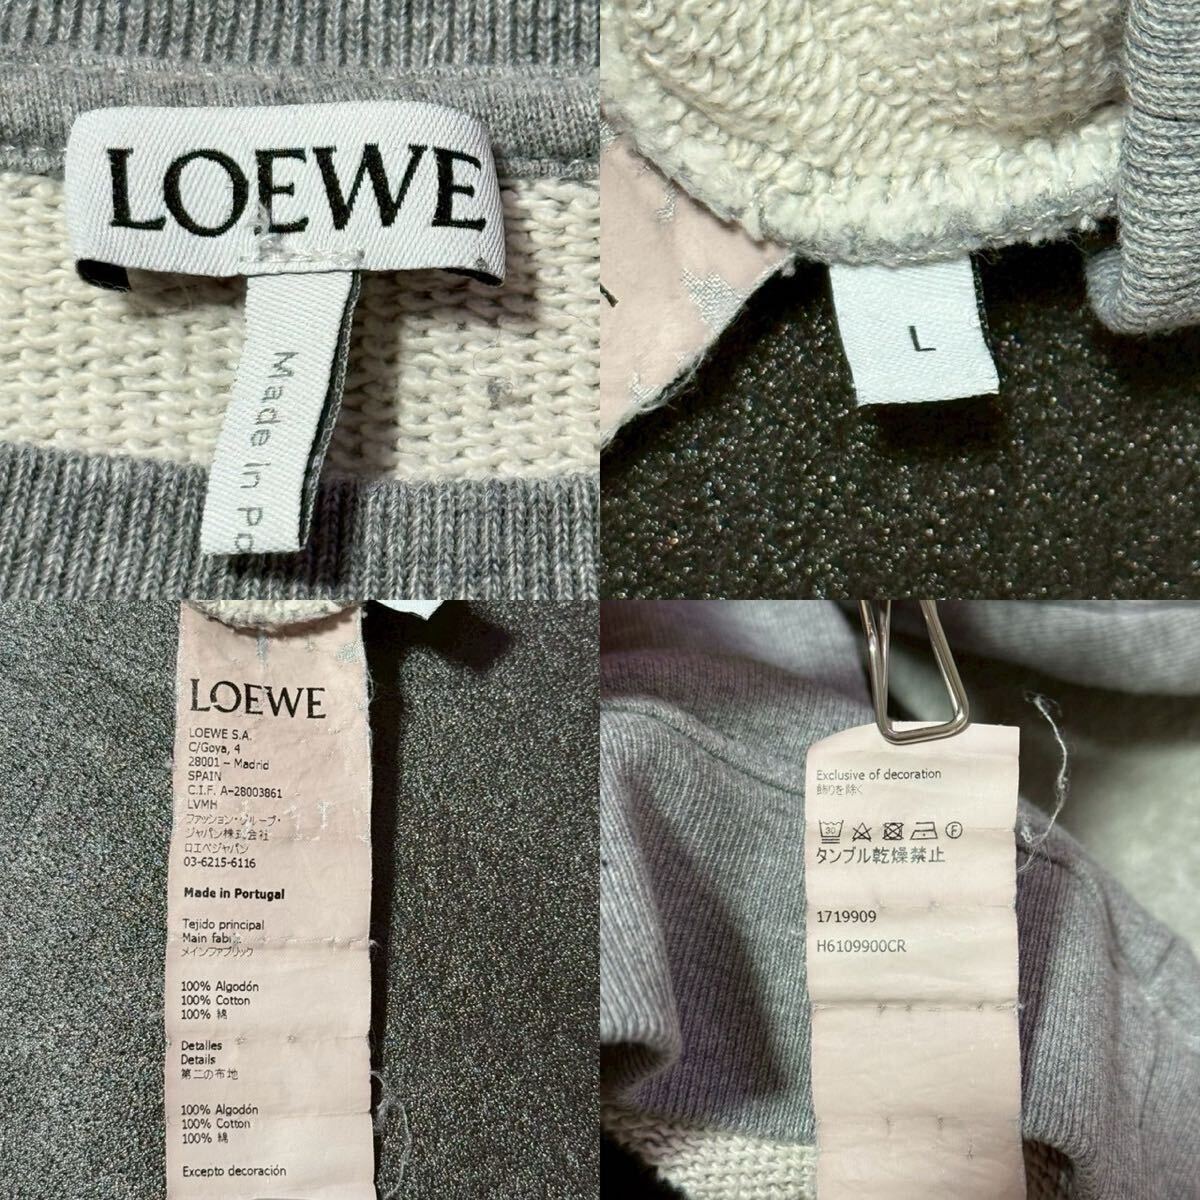 LOEWE
Made in Po
L
LOEWE
LOEWE S.A.
C/Goya, 4
28001 – Madrid
SPAIN
C.I.F. A-28003861
LVMH
ファッション・グループ・
ジャパン株式会社
ロエベジャパン
03-6215-6116
Made in Portugal
Tejido principal
Main fabric
メインファブリック
100% Algodón
100% Cotton
100% 綿
Detalles
Details
第二の布地
100% Algodón
100% Cotton
100% 綿
Excepto decoración
Exclusive of decoration
飾りを除く
30
F
タンブル乾燥禁止
1719909
H6109900CR